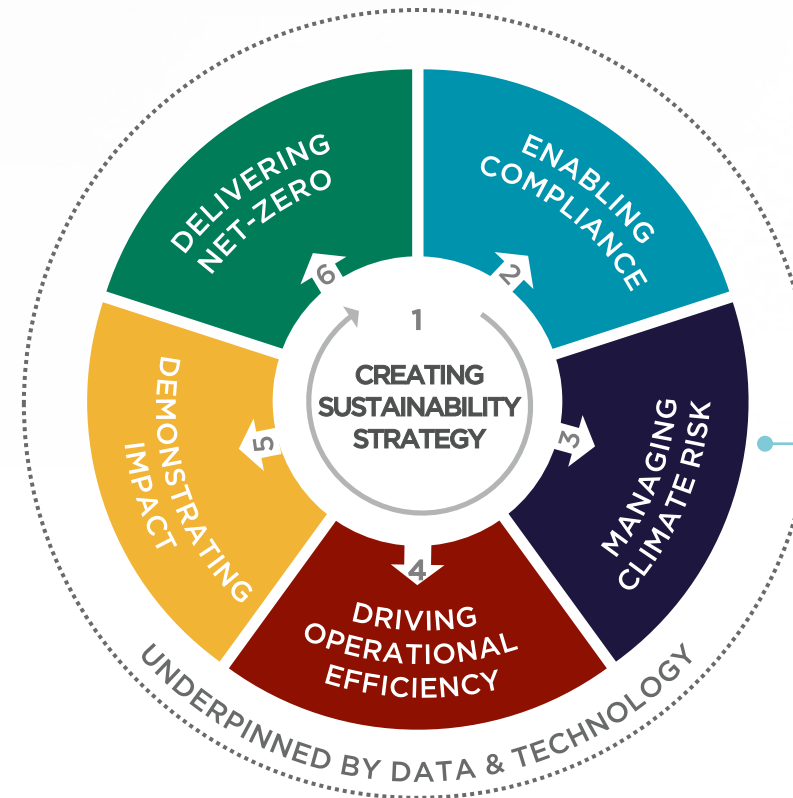 1
CREATING
SUSTAINABILITY
STRATEGY
2
ENABLING
COMPLIANCE
3
MANAGING
CLIMATE RISK
4
DRIVING
OPERATIONAL
EFFICIENCY
5
DEMONSTRATING
IMPACT
6
DELIVERING
NET-ZERO
UNDERPINNED BY DATA & TECHNOLOGY